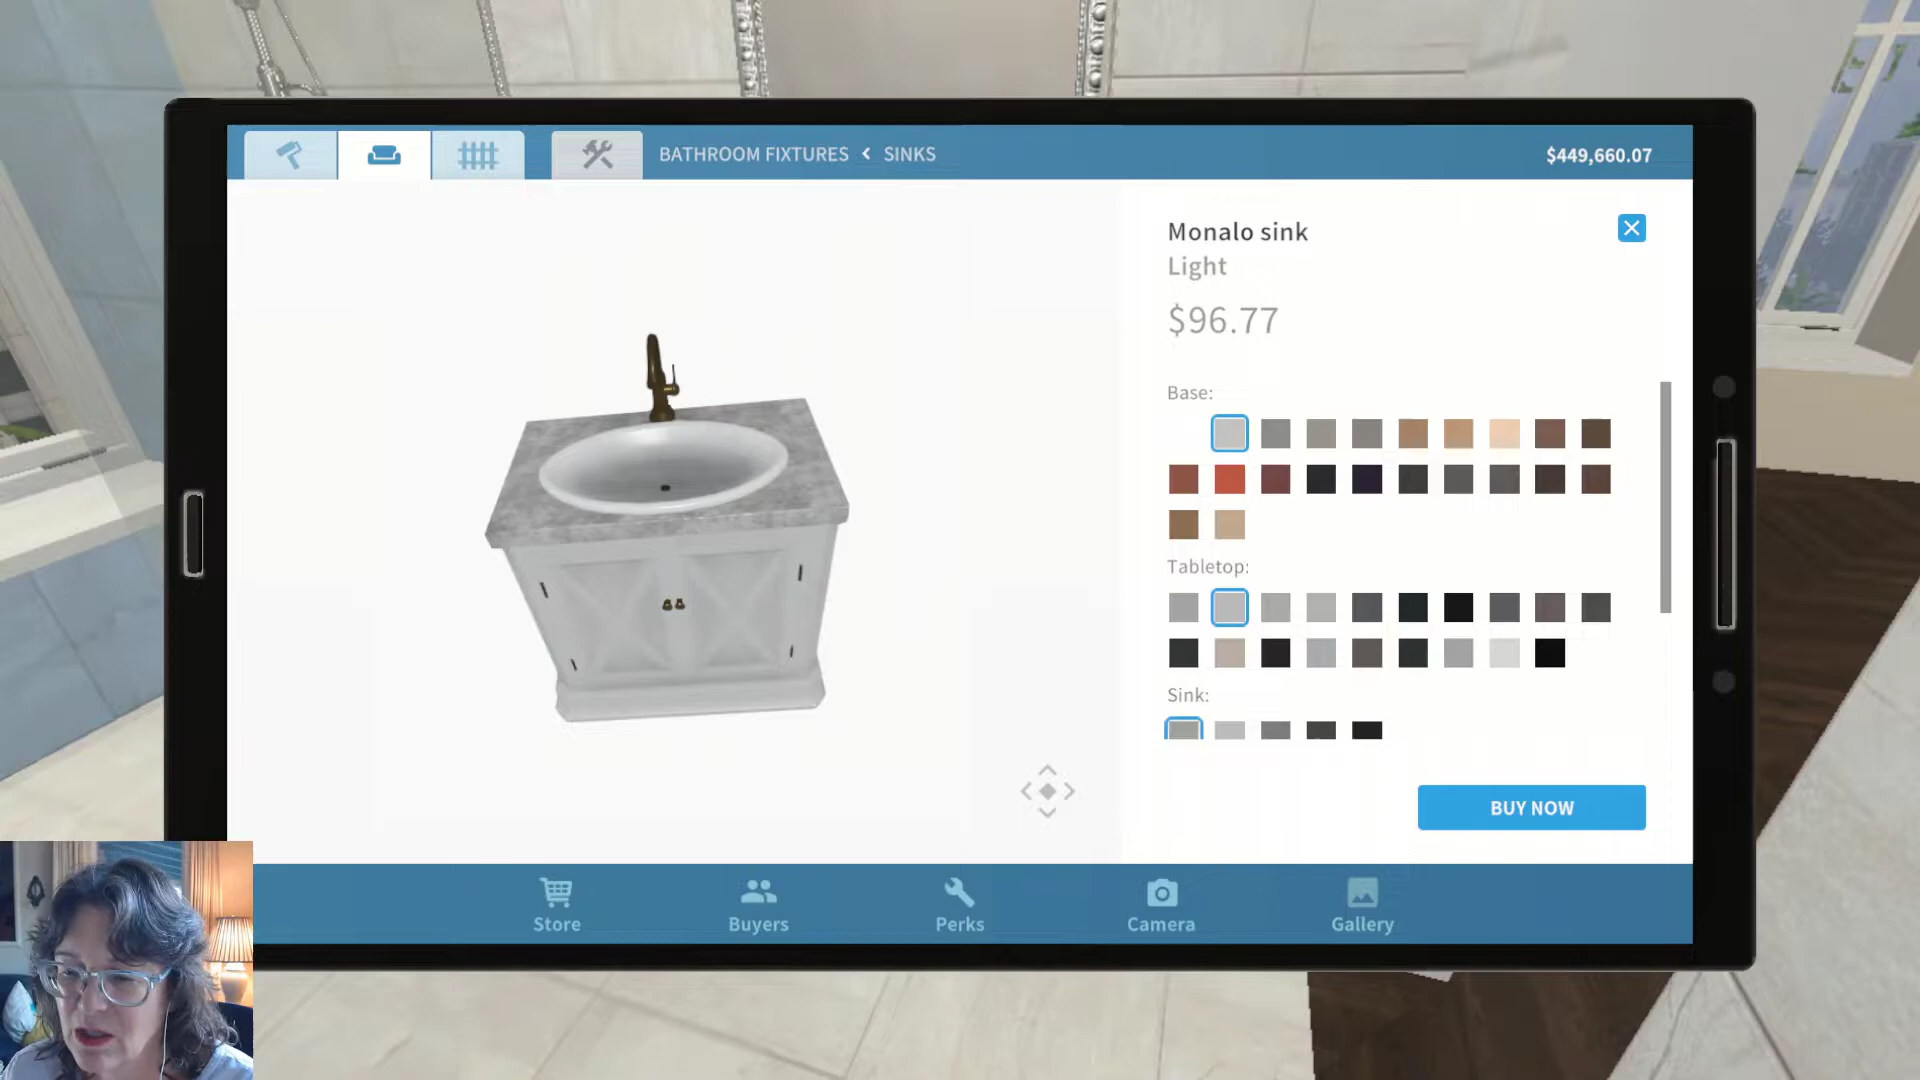 BATHROOM FIXTURES
SINKS
$449,660.07
Monalo sink
Light
$96.77
Base:
Tabletop:
Sink:
BUY NOW
Store
Buyers
Perks
Camera
Gallery